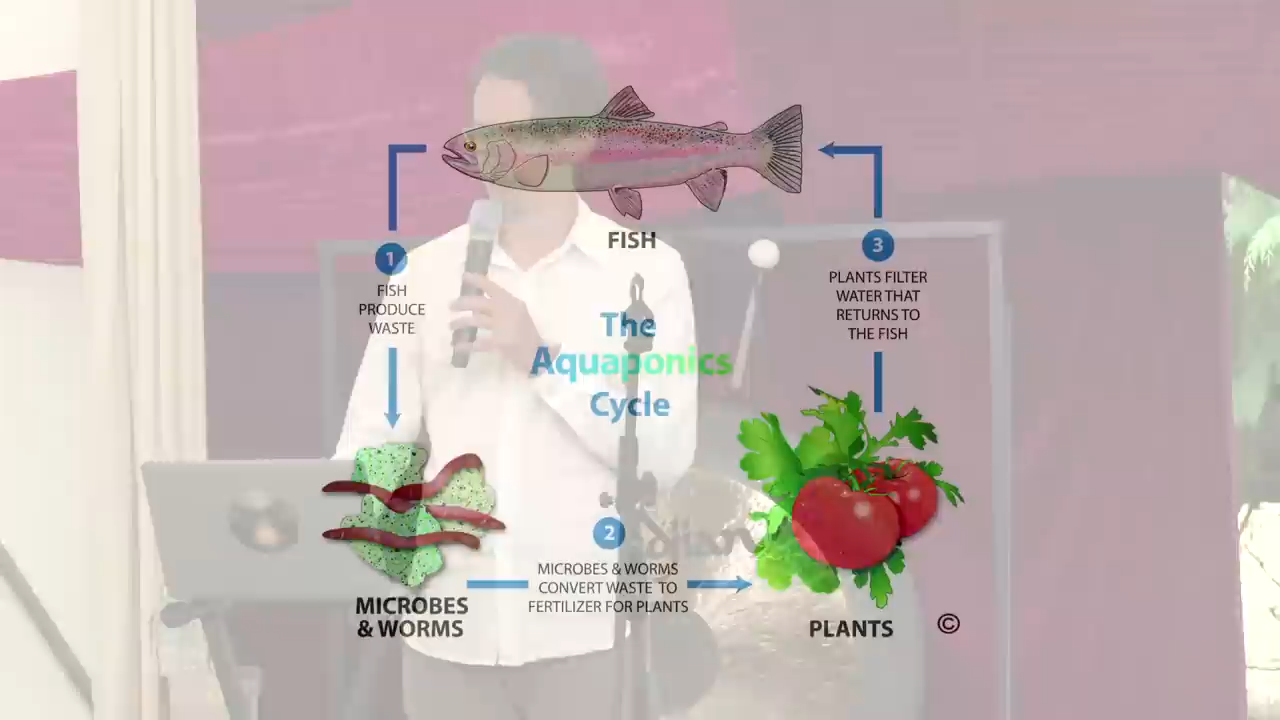 FISH
1
FISH
PRODUCE
WASTE
3
PLANTS FILTER
WATER THAT
RETURNS TO
THE FISH
The
Aquaponics
Cycle
2
MICROBES & WORMS
CONVERT WASTE TO
FERTILIZER FOR PLANTS
MICROBES
& WORMS
PLANTS
©